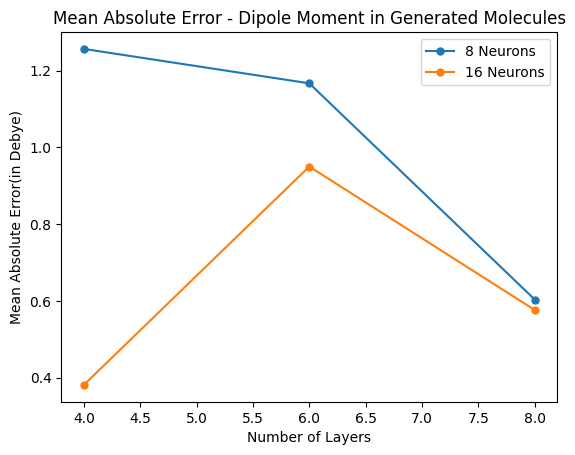 Mean Absolute Error - Dipole Moment in Generated Molecules
8 Neurons
16 Neurons
Mean Absolute Error(in Debye)
1.2
1.0
0.8
0.6
0.4
4.0 4.5 5.0 5.5 6.0 6.5 7.0 7.5 8.0
Number of Layers